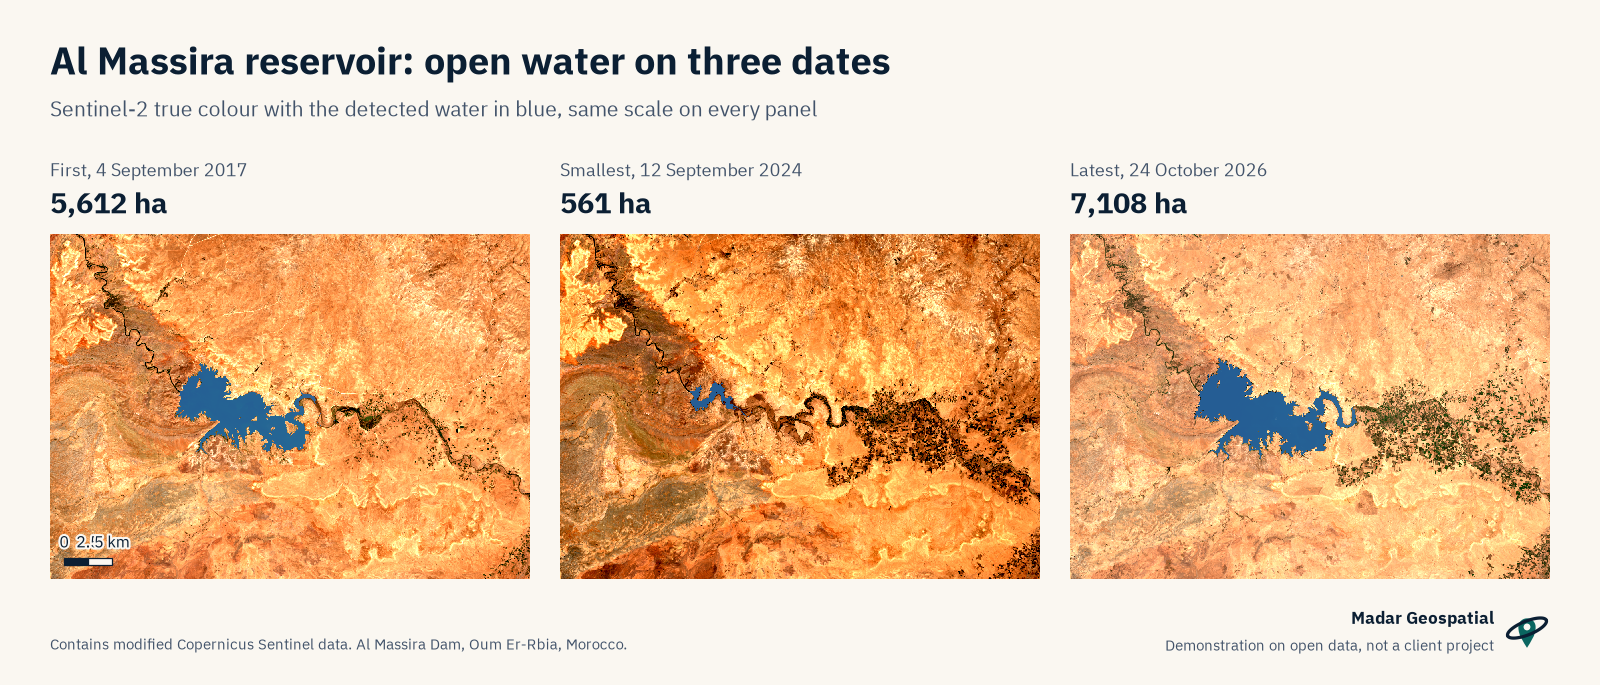 Al Massira reservoir: open water on three dates
Sentinel-2 true colour with the detected water in blue, same scale on every panel
First, 4 September 2017
5,612 ha
Smallest, 12 September 2024
561 ha
Latest, 24 October 2026
7,108 ha
0 2.5 km
Contains modified Copernicus Sentinel data. Al Massira Dam, Oum Er-Rbia, Morocco.
Madar Geospatial
Demonstration on open data, not a client project